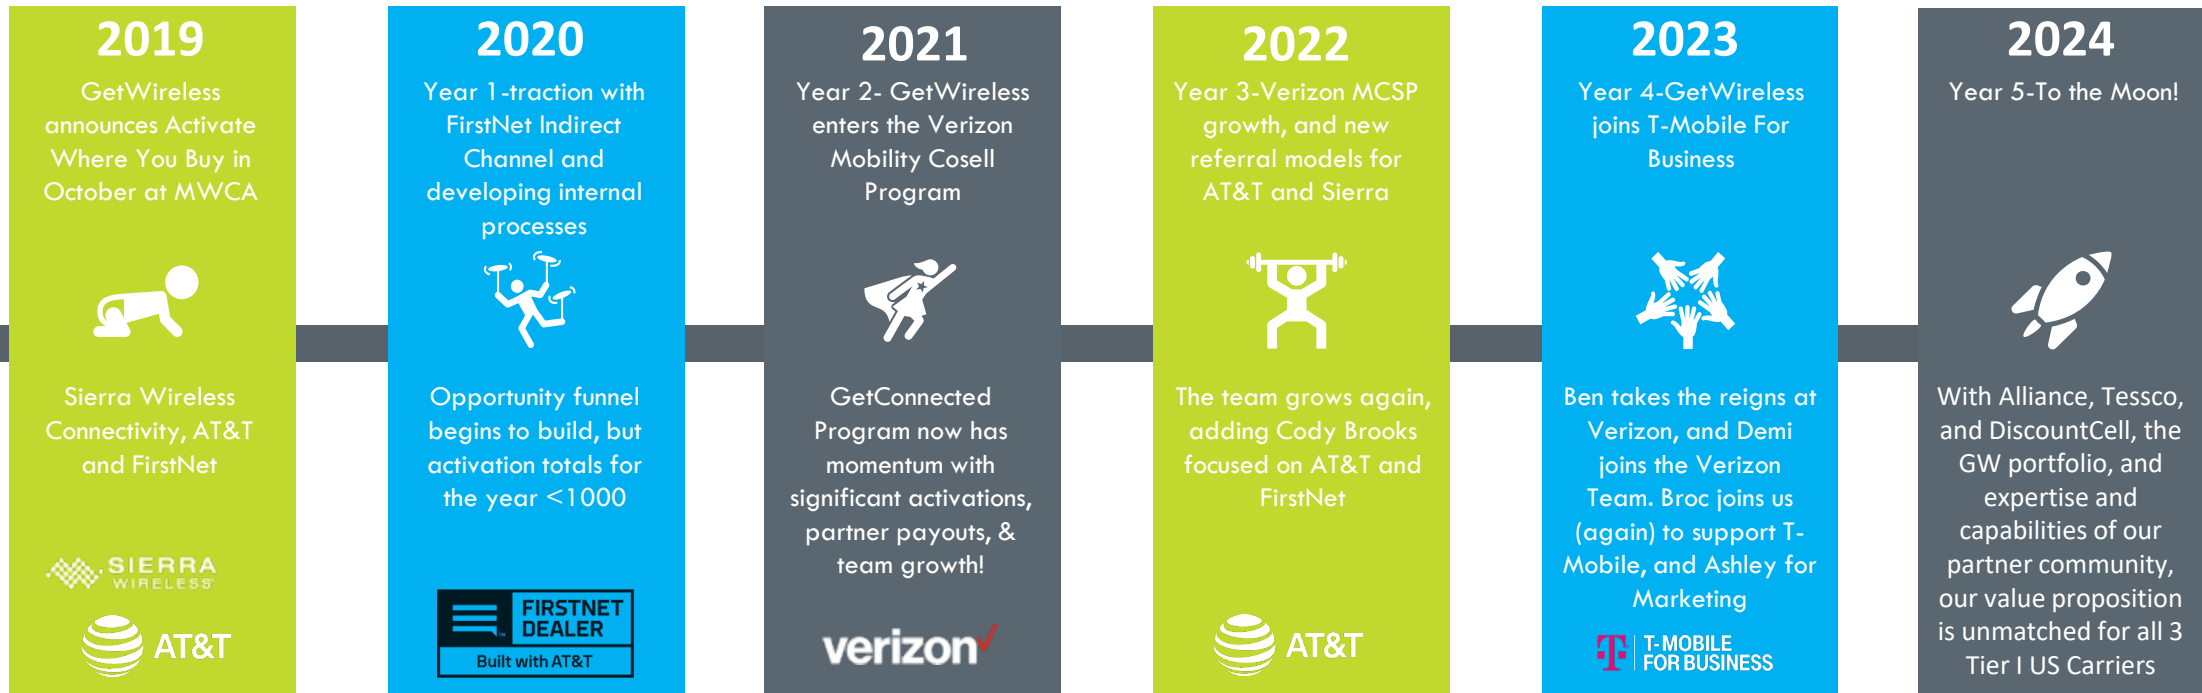 2019
GetWireless
announces Activate
Where You Buy in
October at MWCA
Sierra Wireless
Connectivity, AT&T
and FirstNet
SIERRA
WIRELESS
AT&T
2020
Year 1-traction with
FirstNet Indirect
Channel and
developing internal
processes
Opportunity funnel
begins to build, but
activation totals for
the year <1000
FIRSTNET
DEALER
Built with AT&T
2021
Year 2- GetWireless
enters the Verizon
Mobility Cosell
Program
GetConnected
Program now has
momentum with
significant activations,
partner payouts, &
team growth!
verizon
2022
Year 3-Verizon MCSP
growth, and new
referral models for
AT&T and Sierra
The team grows again,
adding Cody Brooks
focused on AT&T and
FirstNet
AT&T
2023
Year 4-GetWireless
joins T-Mobile For
Business
Ben takes the reigns at
Verizon, and Demi
joins the Verizon
Team. Broc joins us
(again) to support T-
Mobile, and Ashley for
Marketing
T-MOBILE
FOR BUSINESS
2024
Year 5-To the Moon!
With Alliance, Tessco,
and DiscountCell, the
GW portfolio, and
expertise and
capabilities of our
partner community,
our value proposition
is unmatched for all 3
Tier I US Carriers